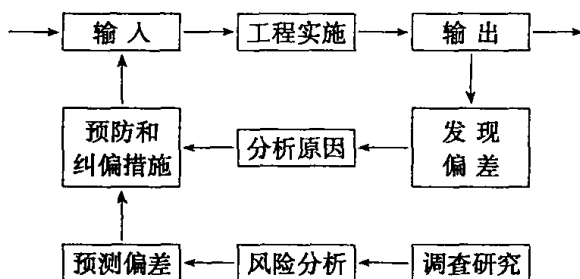 输入
工程实施
输出
预防和
纠偏措施
分析原因
发现
偏差
预测偏差
风险分析
调查研究